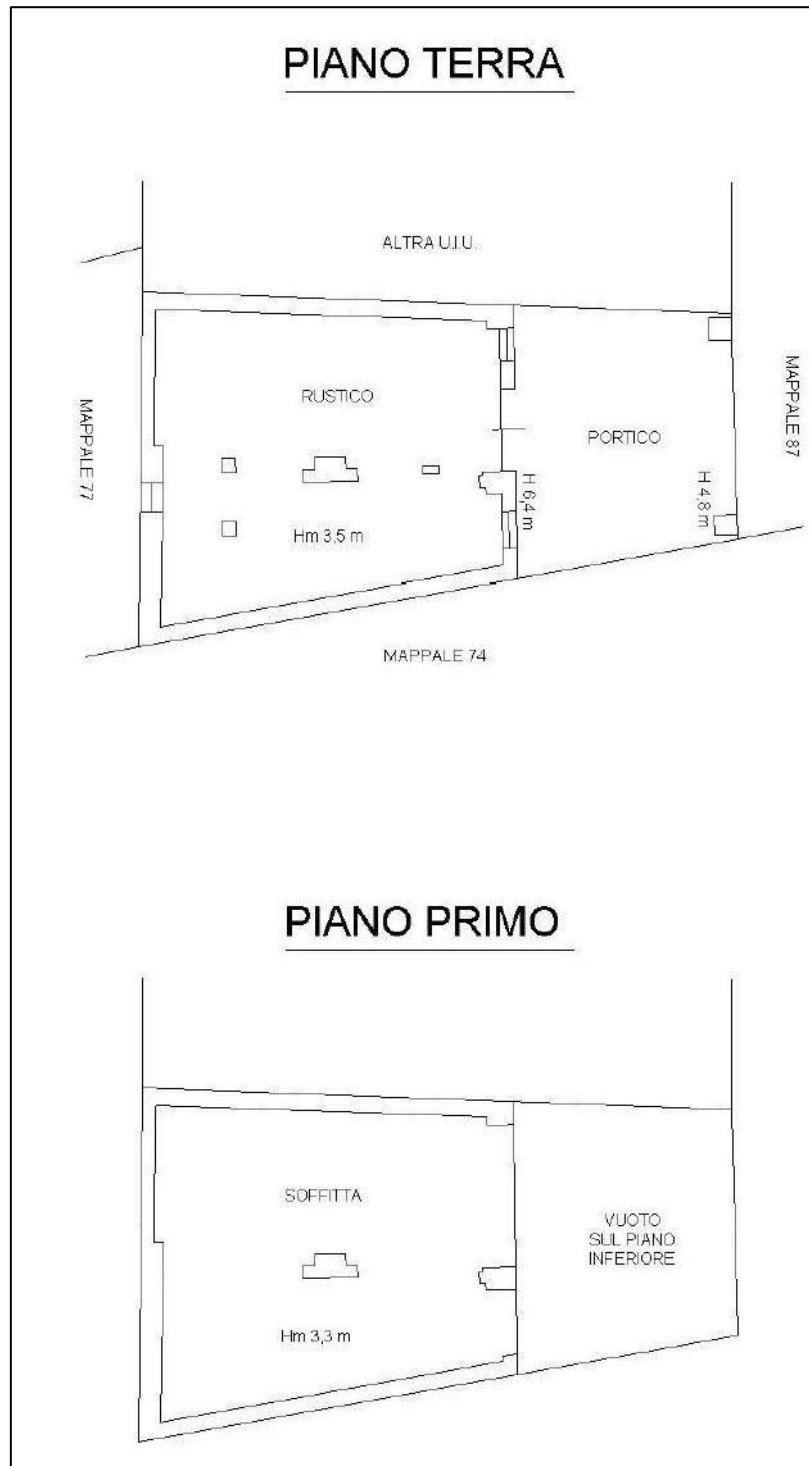 PIANO TERRA
ALTRA U.I.U.
MAPPALE 77
RUSTICO
PORTICO
MAPPALE 87
H 6,4 m
H 4,8 m
Hm 3,5 m
MAPPALE 74
PIANO PRIMO
SOFFITTA
VUOTO
SUL PIANO
INFERIORE
Hm 3,3 m